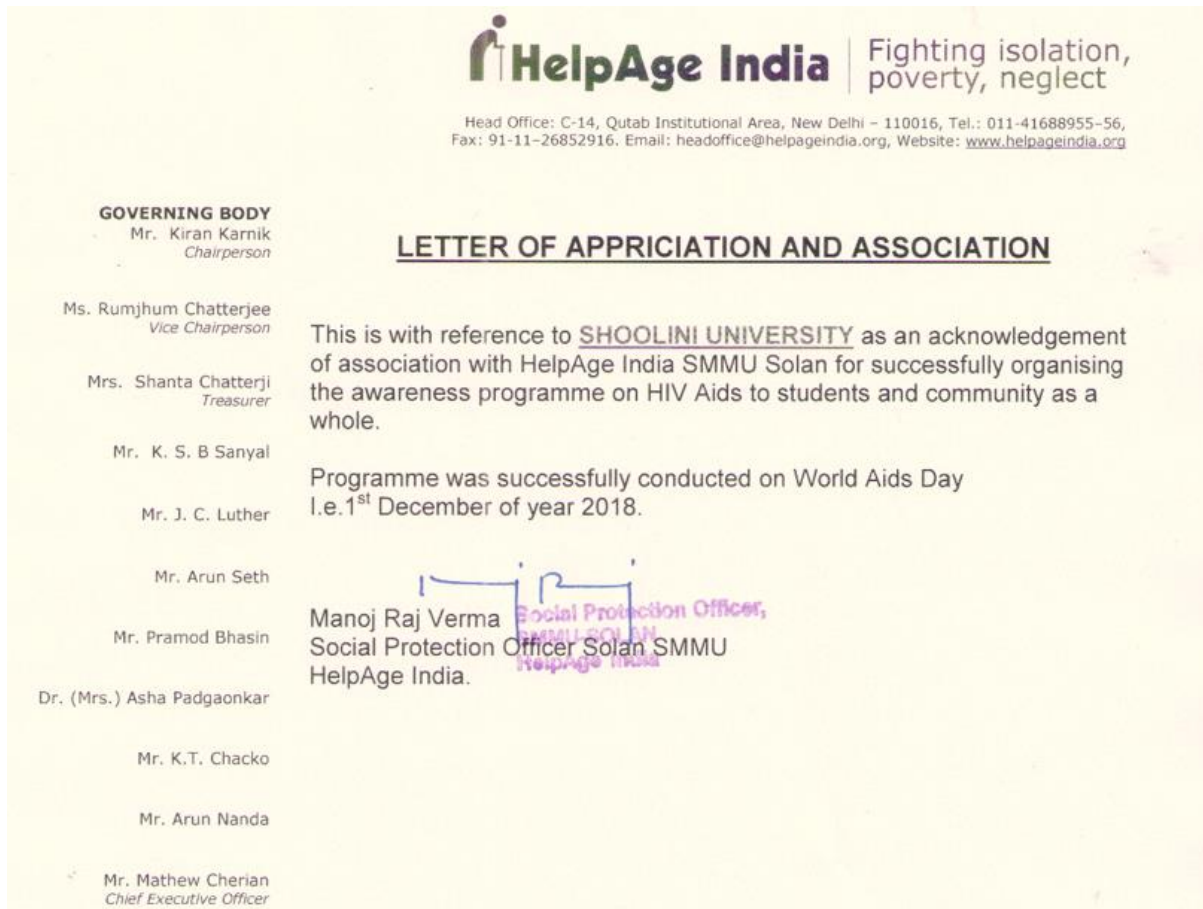 HelpAge India
Fighting isolation,
poverty, neglect
Head Office: C-14, Qutab Institutional Area, New Delhi – 110016, Tel.: 011-41688955–56,
Fax: 91-11–26852916. Email: headoffice@helpageindia.org, Website: www.helpageindia.org
GOVERNING BODY
Mr. Kiran Karnik
Chairperson
Ms. Rumjhum Chatterjee
Vice Chairperson
Mrs. Shanta Chatterji
Treasurer
Mr. K. S. B Sanyal
Mr. J. C. Luther
Mr. Arun Seth
Mr. Pramod Bhasin
Dr. (Mrs.) Asha Padgaonkar
Mr. K.T. Chacko
Mr. Arun Nanda
Mr. Mathew Cherian
Chief Executive Officer
LETTER OF APPRICIATION AND ASSOCIATION
This is with reference to SHOOLINI UNIVERSITY as an acknowledgement
of association with HelpAge India SMMU Solan for successfully organising
the awareness programme on HIV Aids to students and community as a
whole.
Programme was successfully conducted on World Aids Day
I.e.1st December of year 2018.
Manoj Raj Verma
Social Protection Officer Solan SMMU
HelpAge India.
Social Protection Officer,
SMMU-SOLAN
HelpAge India